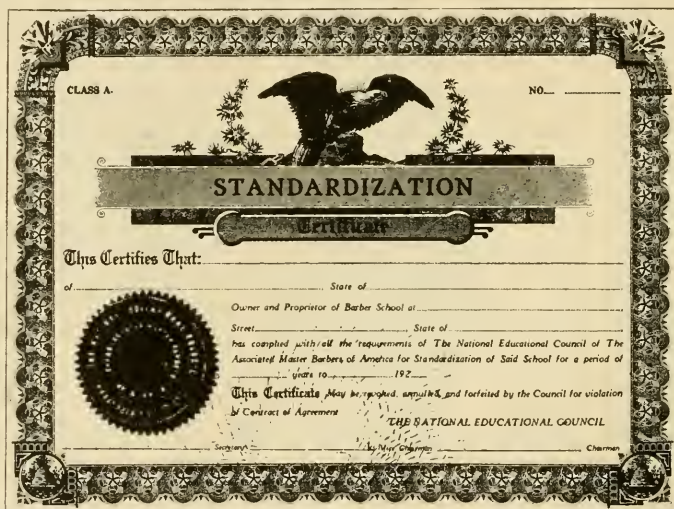 CLASS A.
NO.
STANDARDIZATION
Certificate
This Certifies That:
of State of
Owner and Proprietor of Barber School at
Street State of
has complied with all the requirements of The National Educational Council of The
Associated Master Barbers of America for Standardization of Said School for a period of
years to 192
This Certificate May be revoked, annulled, and forfeited by the Council for violation
of Contract of Agreement
THE NATIONAL EDUCATIONAL COUNCIL
Secretary Chairman